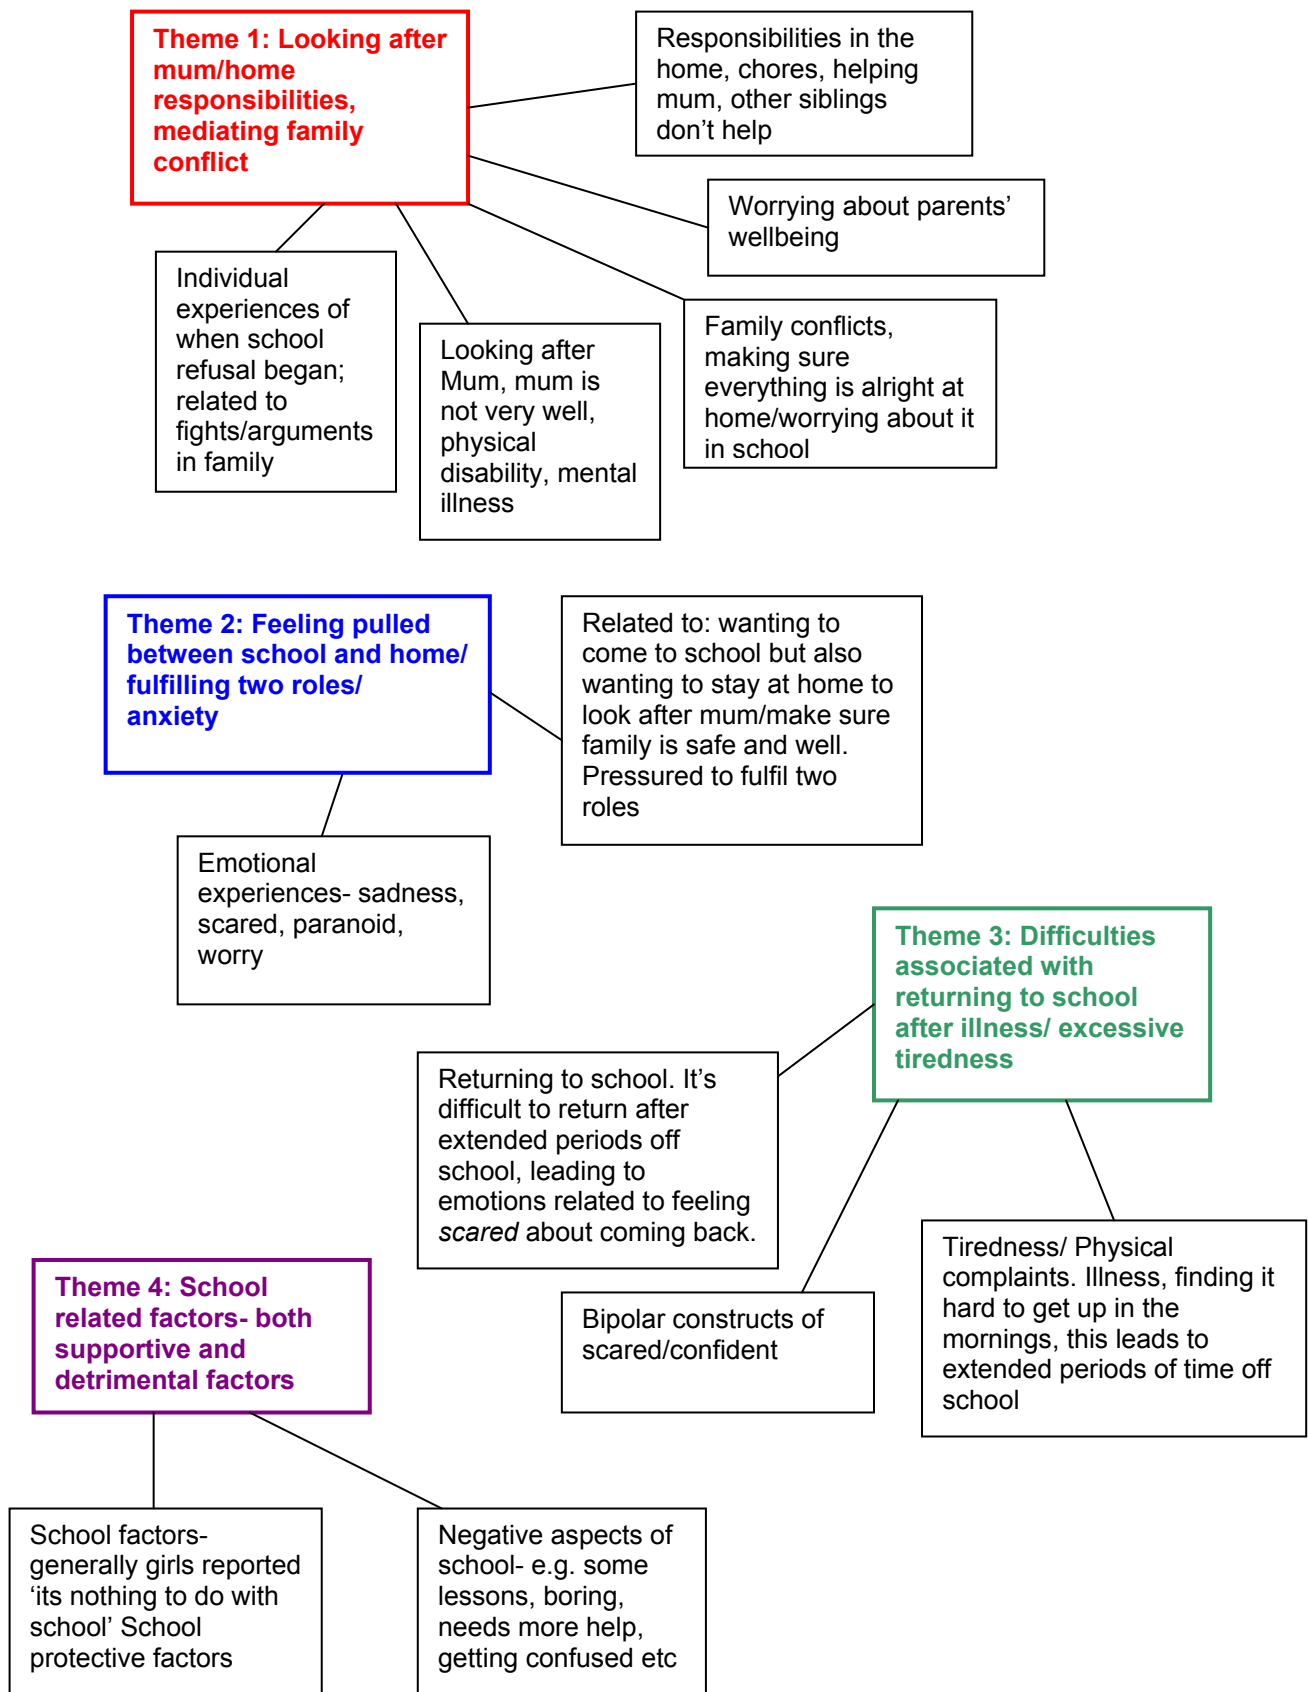 Theme 1: Looking after
mum/home
responsibilities,
mediating family
conflict
Responsibilities in the
home, chores, helping
mum, other siblings
don’t help
Worrying about parents’
wellbeing
Individual
experiences of
when school
refusal began;
related to
fights/arguments
in family
Looking after
Mum, mum is
not very well,
physical
disability, mental
illness
Family conflicts,
making sure
everything is alright at
home/worrying about it
in school
Theme 2: Feeling pulled
between school and home/
fulfilling two roles/
anxiety
Related to: wanting to
come to school but also
wanting to stay at home to
look after mum/make sure
family is safe and well.
Pressured to fulfil two
roles
Emotional
experiences- sadness,
scared, paranoid,
worry
Theme 3: Difficulties
associated with
returning to school
after illness/ excessive
tiredness
Returning to school. It’s
difficult to return after
extended periods off
school, leading to
emotions related to feeling
scared about coming back.
Bipolar constructs of
scared/confident
Tiredness/ Physical
complaints. Illness, finding it
hard to get up in the
mornings, this leads to
extended periods of time off
school
Theme 4: School
related factors- both
supportive and
detrimental factors
School factors-
generally girls reported
‘its nothing to do with
school’ School
protective factors
Negative aspects of
school- e.g. some
lessons, boring,
needs more help,
getting confused etc